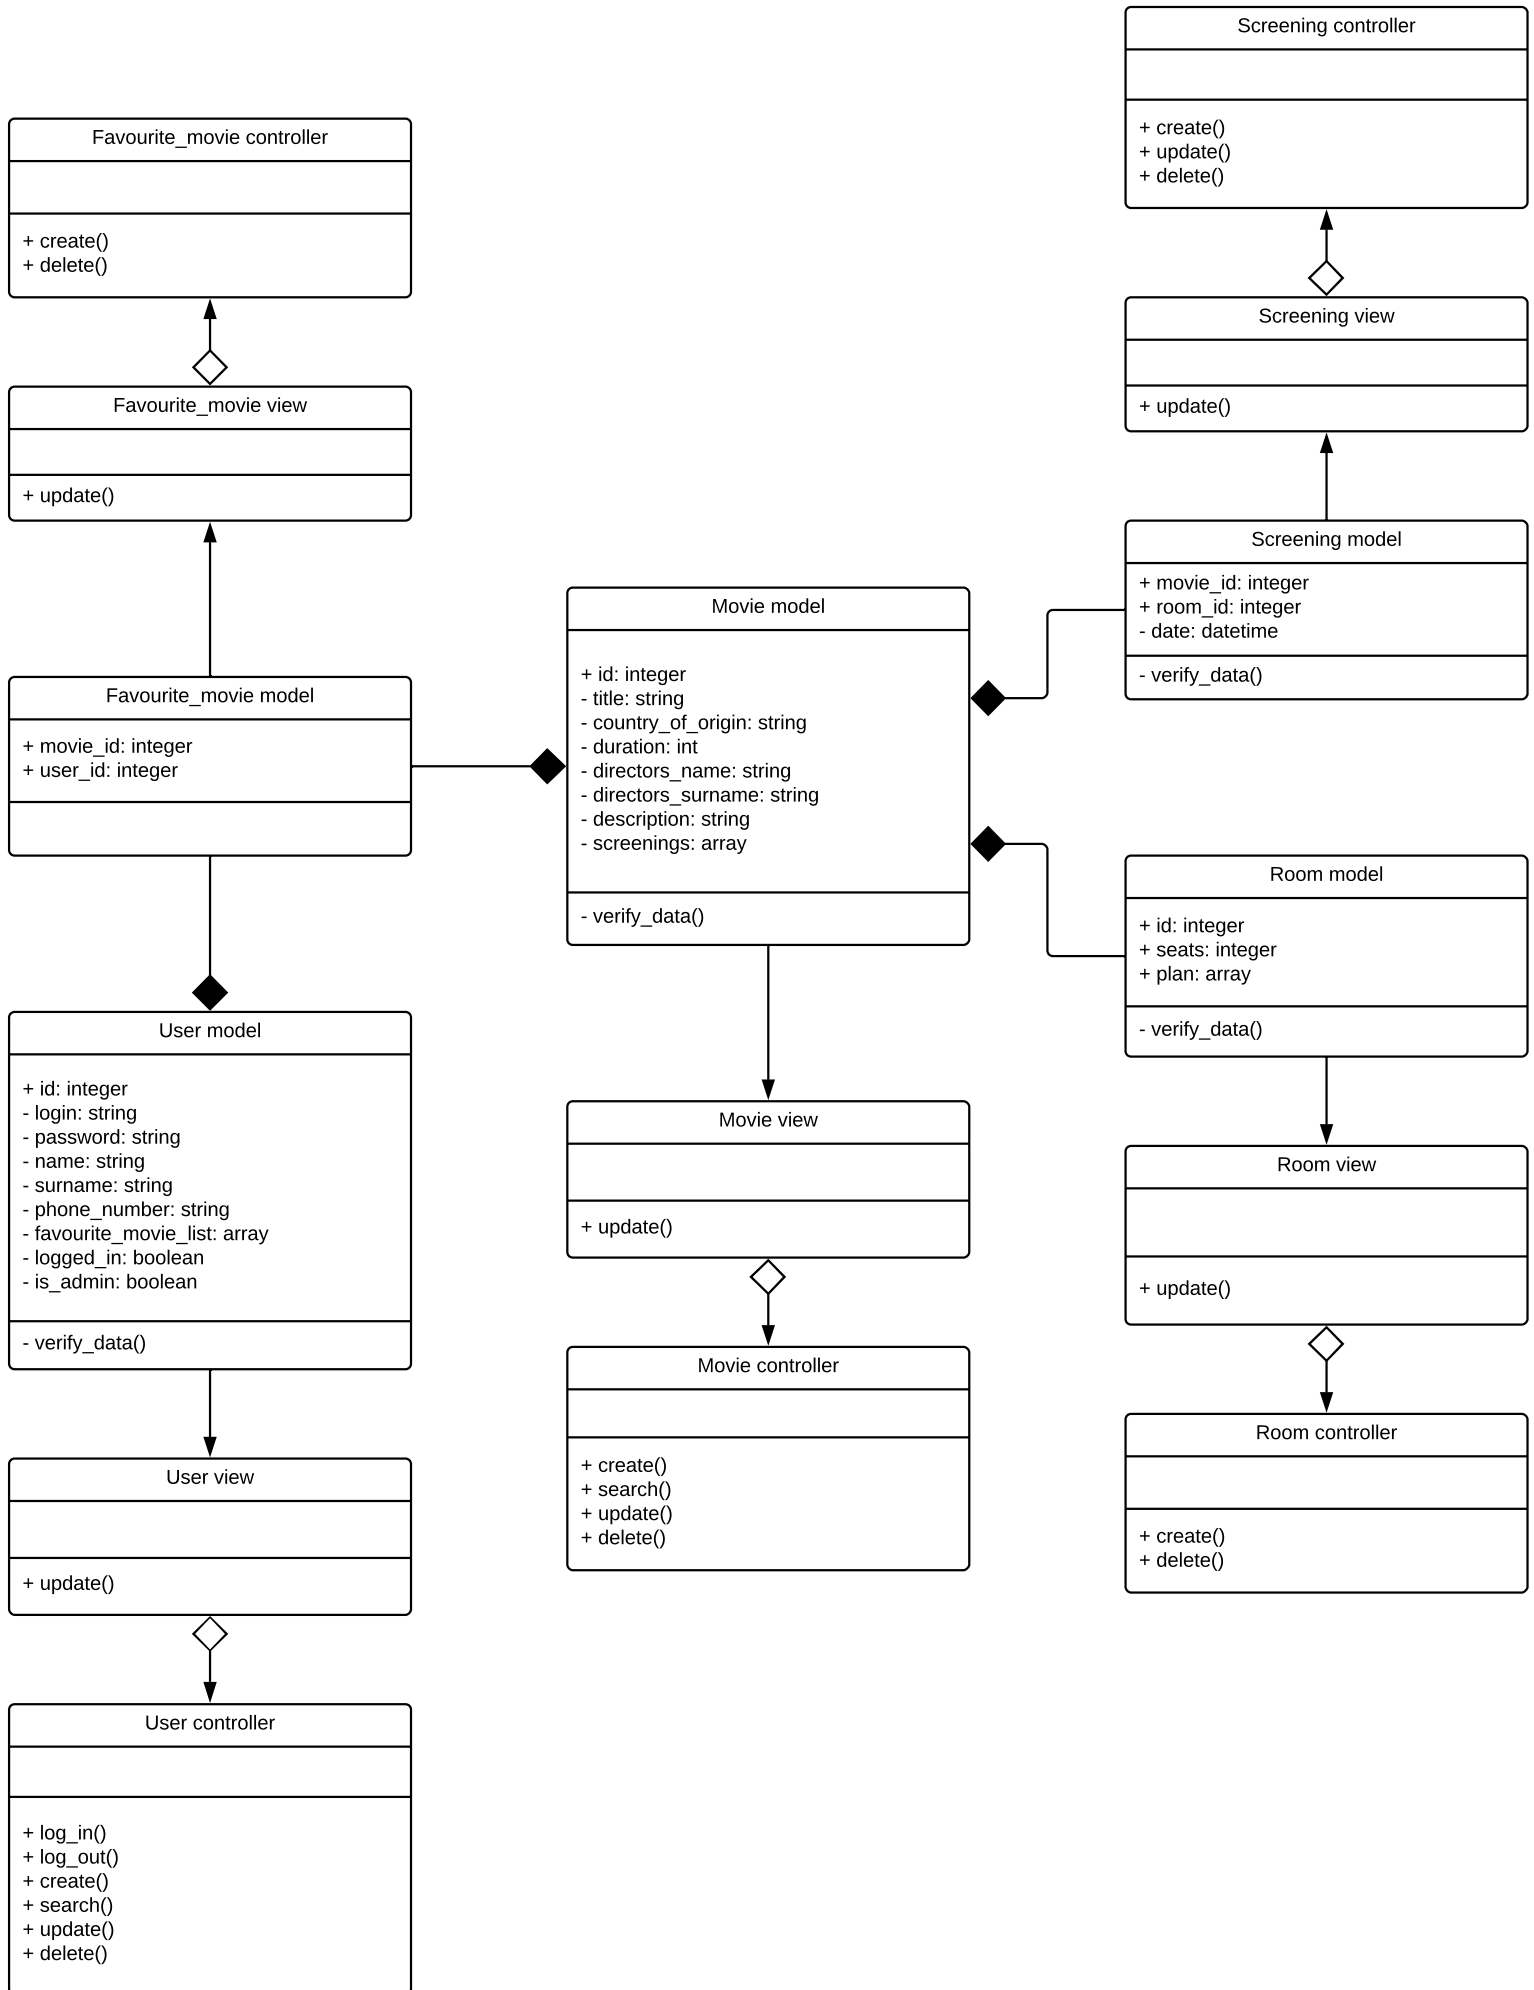 Screening controller
+ create()
+ update()
+ delete()
Favourite_movie controller
+ create()
+ delete()
Screening view
+ update()
Favourite_movie view
+ update()
Screening model
+ movie_id: integer
+ room_id: integer
- date: datetime
- verify_data()
Movie model
+ id: integer
- title: string
- country_of_origin: string
- duration: int
- directors_name: string
- directors_surname: string
- description: string
- screenings: array
- verify_data()
Favourite_movie model
+ movie_id: integer
+ user_id: integer
Room model
+ id: integer
+ seats: integer
+ plan: array
- verify_data()
User model
+ id: integer
- login: string
- password: string
- name: string
- surname: string
- phone_number: string
- favourite_movie_list: array
- logged_in: boolean
- is_admin: boolean
- verify_data()
Movie view
+ update()
Room view
+ update()
Movie controller
+ create()
+ search()
+ update()
+ delete()
Room controller
+ create()
+ delete()
User view
+ update()
User controller
+ log_in()
+ log_out()
+ create()
+ search()
+ update()
+ delete()